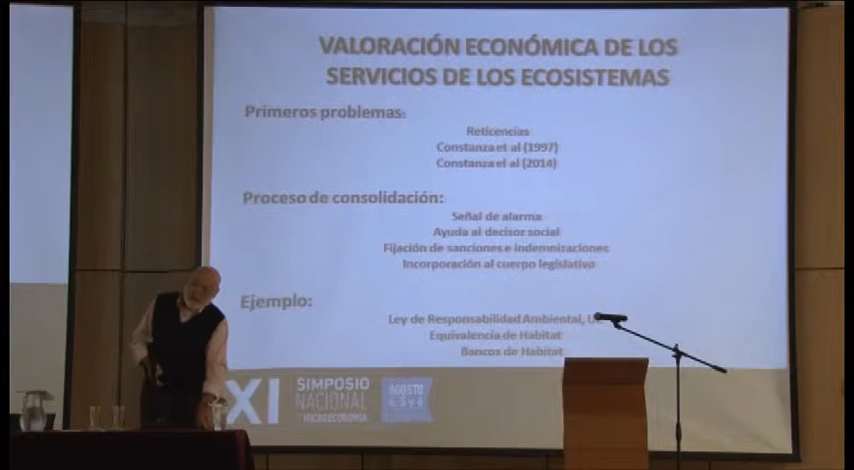 VALORACIÓN ECONÓMICA DE LOS
SERVICIOS DE LOS ECOSISTEMAS
Primeros problemas:
Reticencias
Constanza et al (1997)
Constanza et al (2014)
Proceso de consolidación:
Señal de alarma
Ayuda al decisor social
Fijación de sanciones e indemnizaciones
Incorporación al cuerpo legislativo
Ejemplo:
Ley de Responsabilidad Ambiental,
Equivalencia de Habitat
Bancos de Habitat
XI
SIMPOSIO
NACIONAL
MICROECONOMÍA
AGOSTO